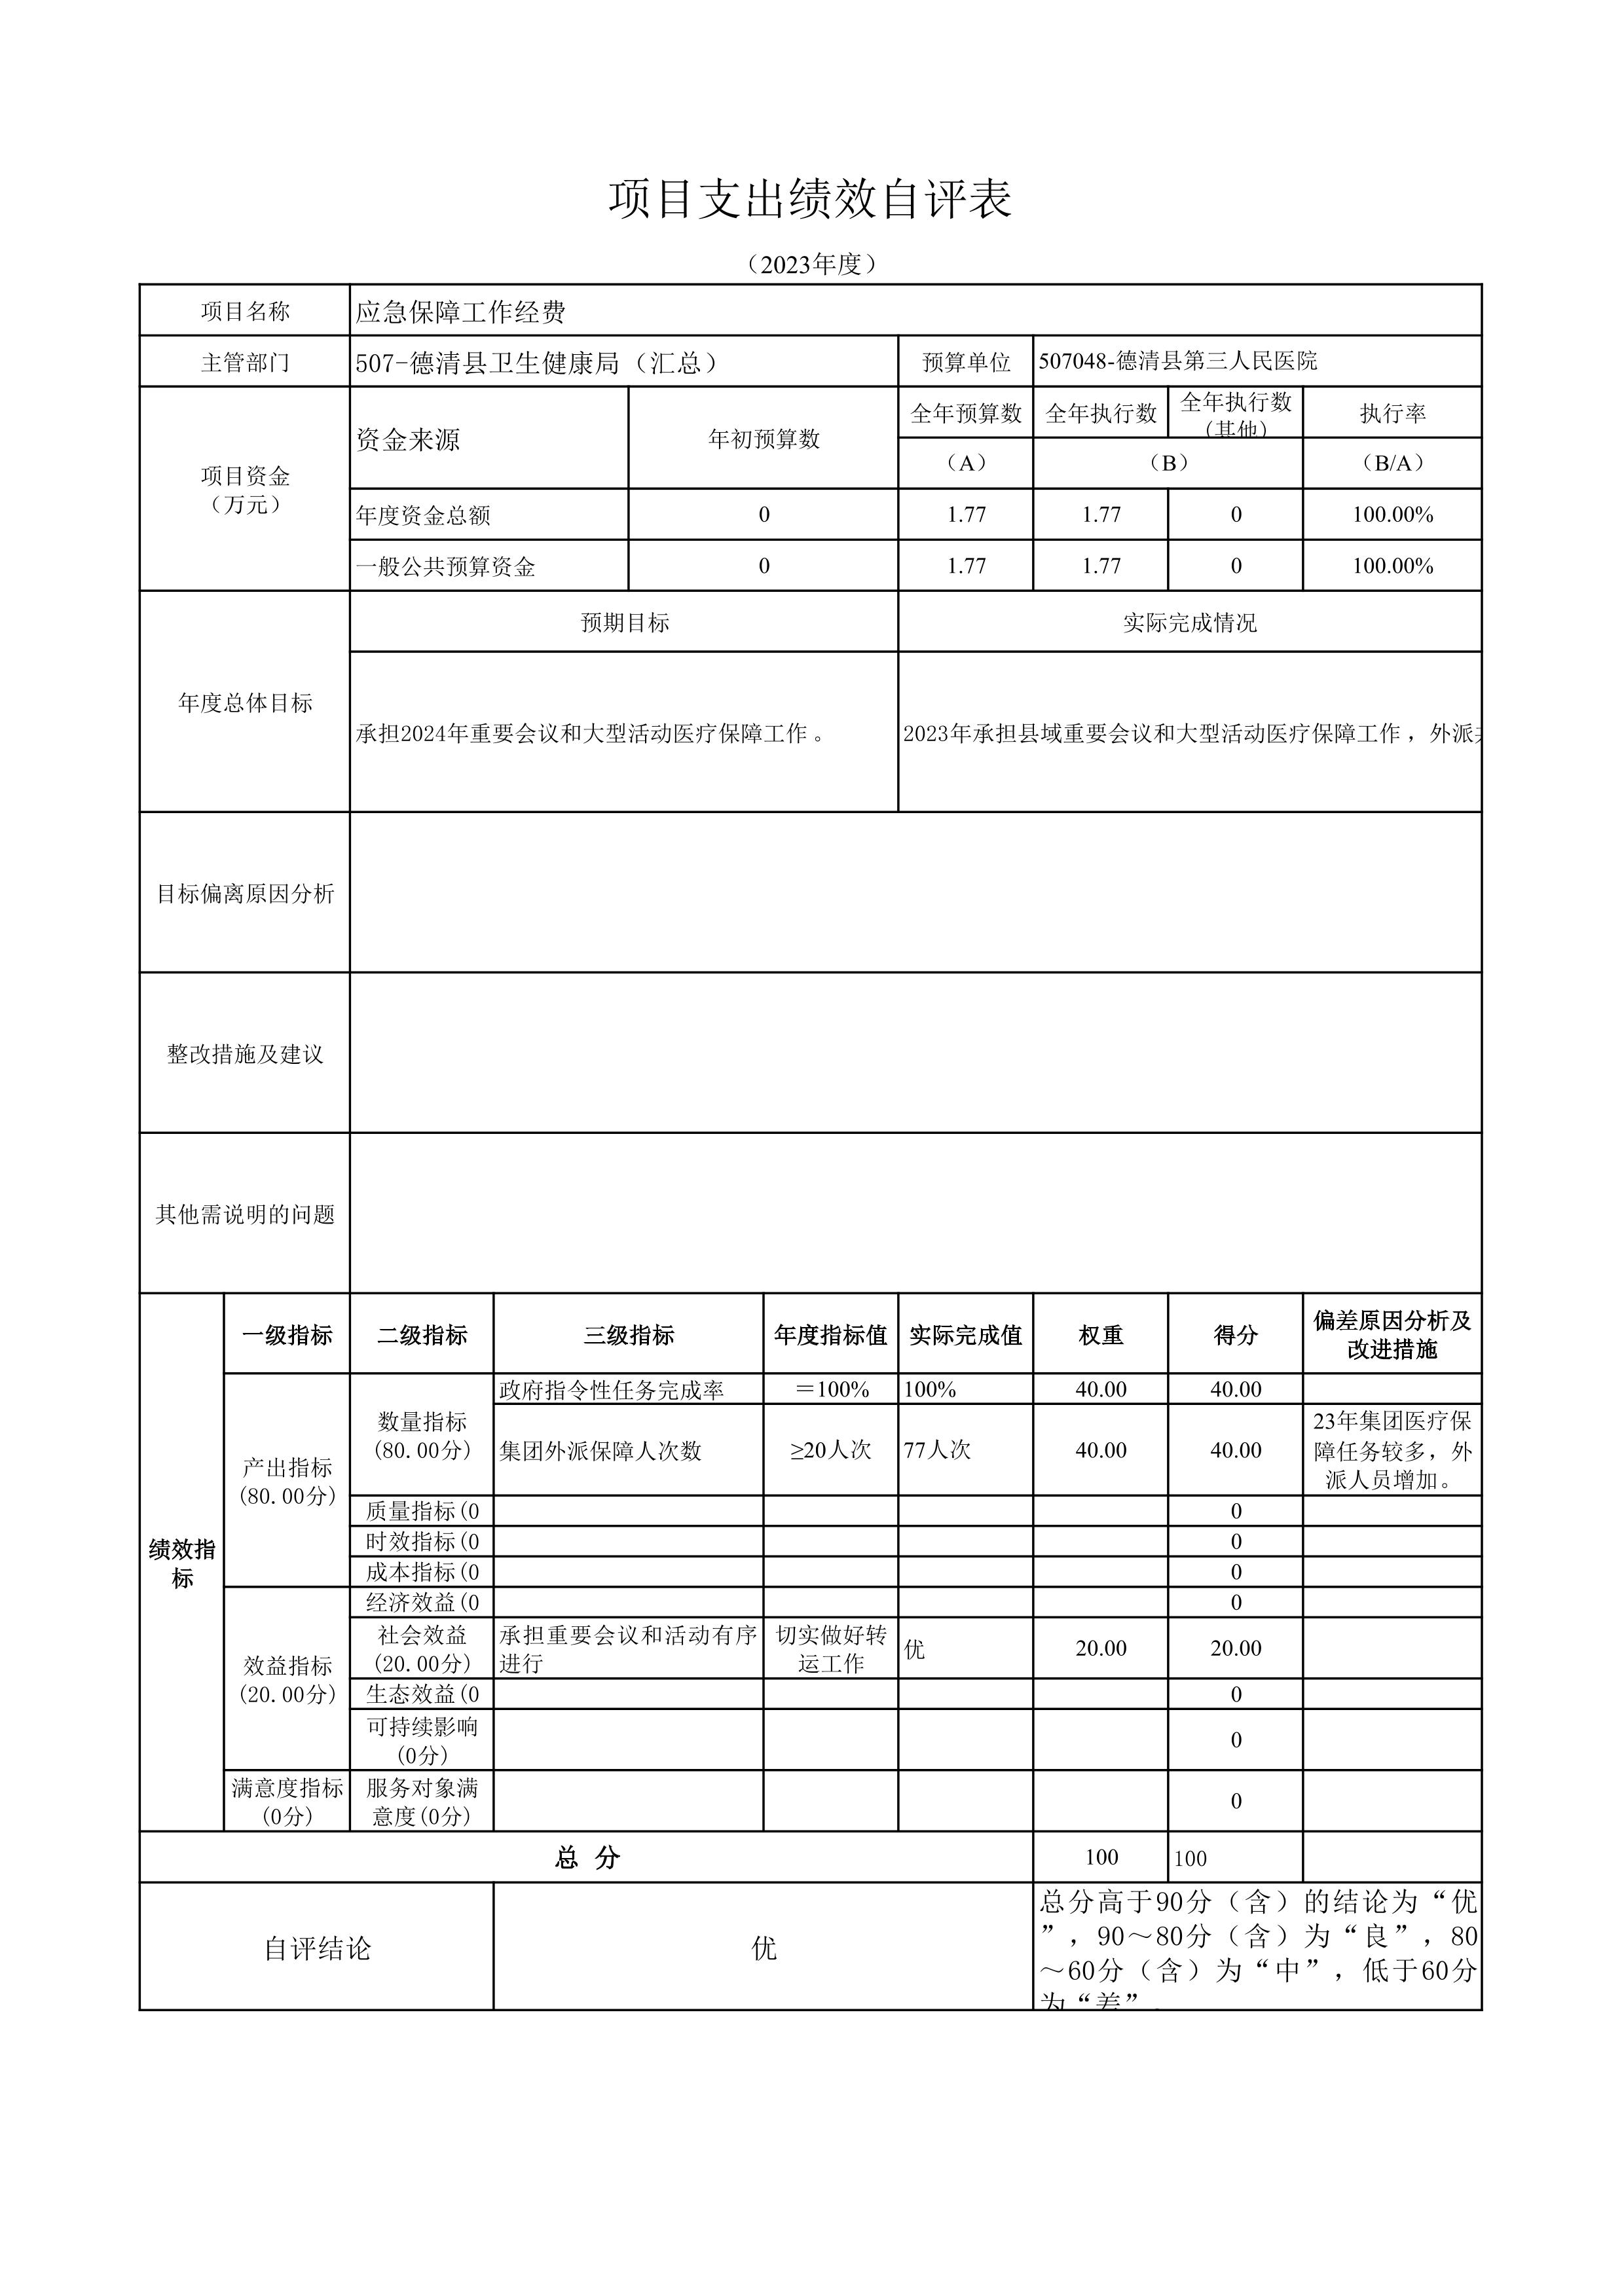 项目支出绩效自评表
（2023年度）
项目名称 应急保障工作经费
主管部门 507-德清县卫生健康局（汇总） 预算单位 507048-德清县第三人民医院
项目资金
（万元）
资金来源 年初预算数 全年预算数 全年执行数 全年执行数
(其他) 执行率
（A） （B） （B/A）
年度资金总额 0 1.77 1.77 0 100.00%
一般公共预算资金 0 1.77 1.77 0 100.00%
年度总体目标
预期目标 实际完成情况
承担2024年重要会议和大型活动医疗保障工作。 2023年承担县域重要会议和大型活动医疗保障工作，外派
目标偏离原因分析
整改措施及建议
其他需说明的问题
绩效指
标
一级指标 二级指标 三级指标 年度指标值 实际完成值 权重 得分 偏差原因分析及
改进措施
产出指标
(80.00分)
数量指标
(80.00分)
政府指令性任务完成率 ＝100% 100% 40.00 40.00
集团外派保障人次数 ≥20人次 77人次 40.00 40.00 23年集团医疗保
障任务较多，外
派人员增加。
质量指标(0 0
时效指标(0 0
成本指标(0 0
效益指标
(20.00分)
经济效益(0 0
社会效益
(20.00分)
承担重要会议和活动有序
进行
切实做好转
运工作
优 20.00 20.00
生态效益(0 0
可持续影响
(0分)
0
满意度指标
(0分)
服务对象满
意度(0分)
0
总 分 100 100
自评结论 优
总分高于90分（含）的结论为“优
”，90～80分（含）为“良”，80
～60分（含）为“中”，低于60分
为“差”。